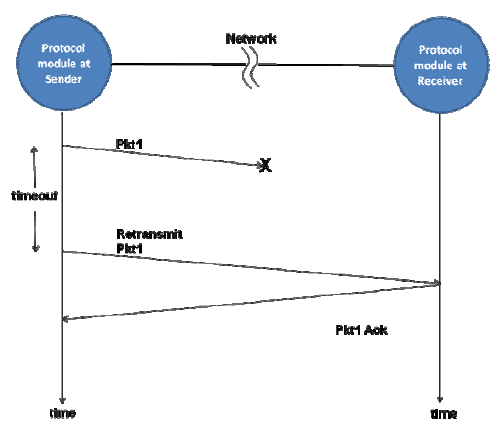 Protocol
module at
Sender
Network
Protocol
module at
Receiver
Pkt1
X
timeout
Retransmit
Pkt1
Pkt1 Ack
time
time